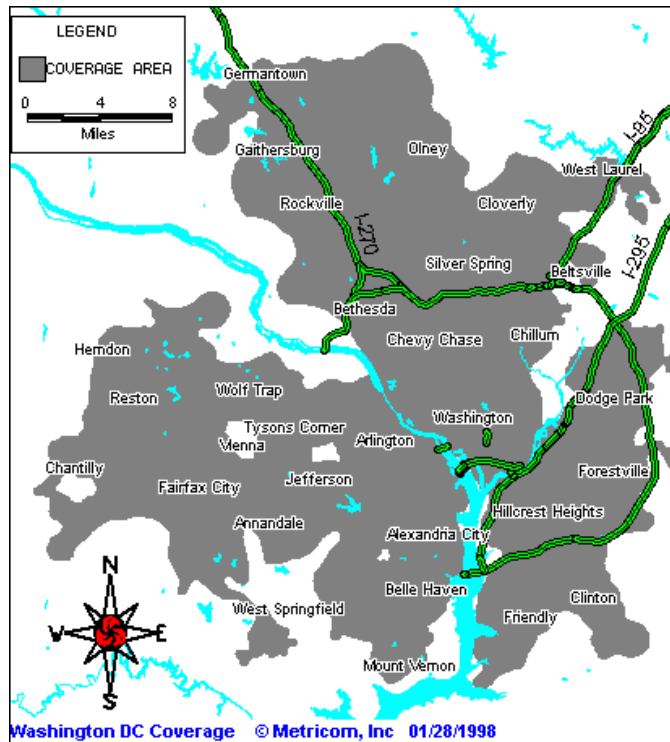 LEGEND
COVERAGE AREA
0 4 8
Miles
Germantown
Gaithersburg
Olney
I-95
West Laurel
Rockville
Cloverly
I-270
I-295
Silver Spring
Beltsville
Bethesda
Chevy Chase
Chillum
Herndon
Reston
Wolf Trap
Dodge Park
Washington
Tysons Corner
Vienna
Arlington
Chantilly
Fairfax City
Jefferson
Forestville
Hillcrest Heights
Annandale
Alexandria City
Belle Haven
Clinton
West Springfield
Friendly
Mount Vernon
N
W E
S
Washington DC Coverage © Metricorn, Inc 01/28/1998